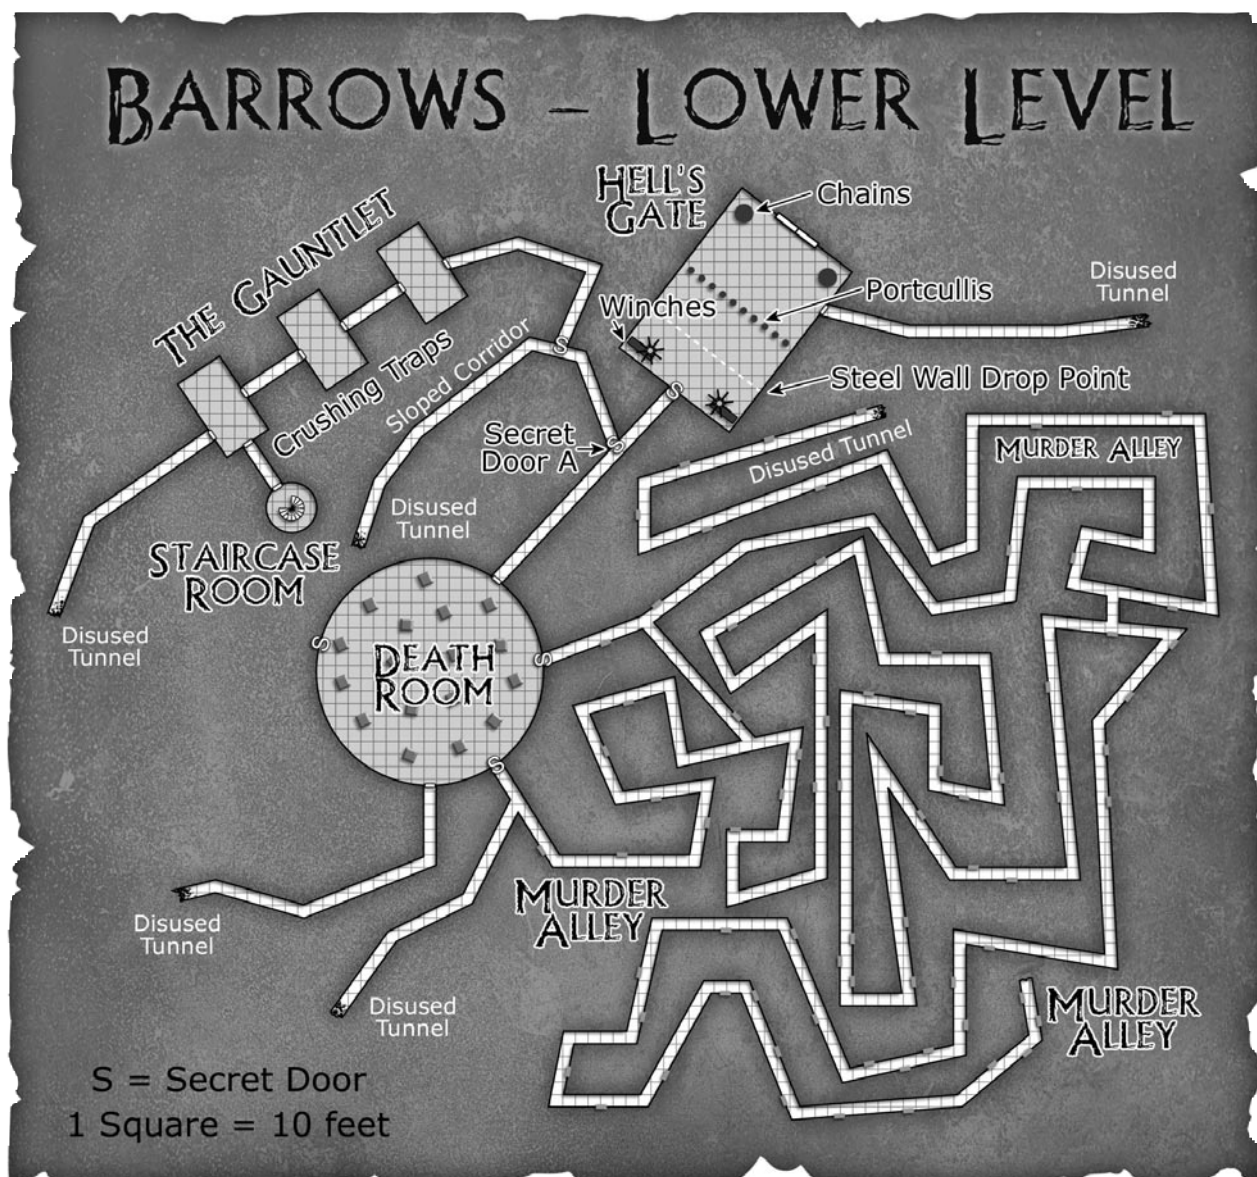 BARROWS – LOWER LEVEL
HELL'S
GATE
Chains
THE GAUNTLET
Disused
Tunnel
Winches
Portcullis
Crushing Traps
Sloped Corridor
Steel Wall Drop Point
S
S
S
Secret
Door A
Disused Tunnel
MURDER ALLEY
Disused
Tunnel
STAIRCASE
ROOM
Disused
Tunnel
S
S
DEATH
ROOM
S
MURDER
ALLEY
Disused
Tunnel
Disused
Tunnel
MURDER
ALLEY
S = Secret Door
1 Square = 10 feet